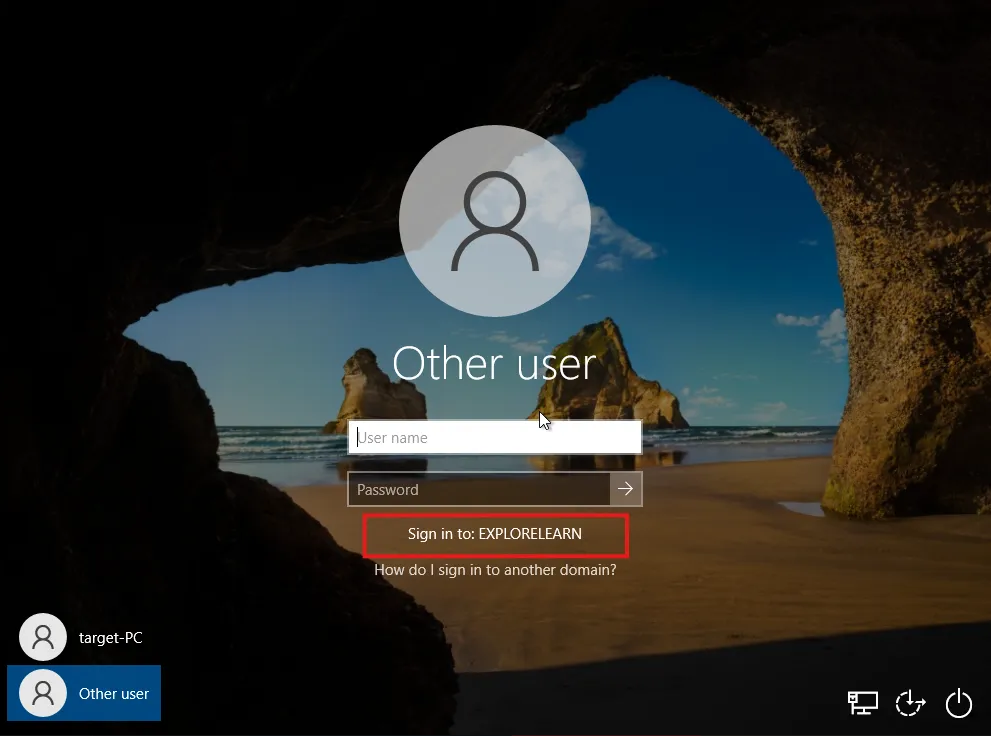 Other user
User name
Password
Sign in to: EXPLORELEARN
How do I sign in to another domain?
target-PC
Other user